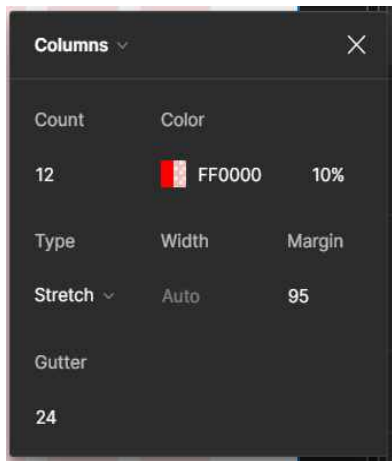 Columns
Count Color
12 FF0000 10%
Type Width Margin
Stretch Auto 95
Gutter
24